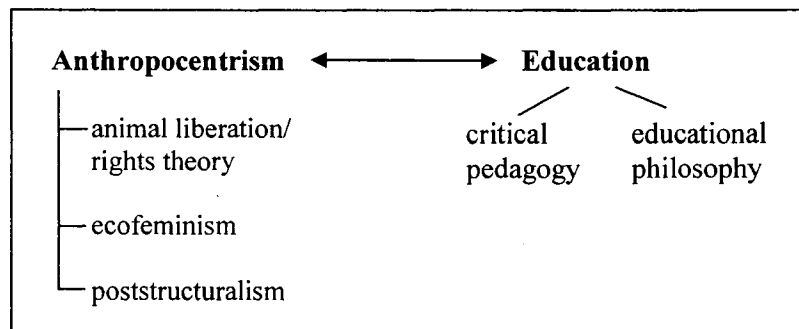 Anthropocentrism
Education
animal liberation/
rights theory
ecofeminism
poststructuralism
critical
pedagogy
educational
philosophy